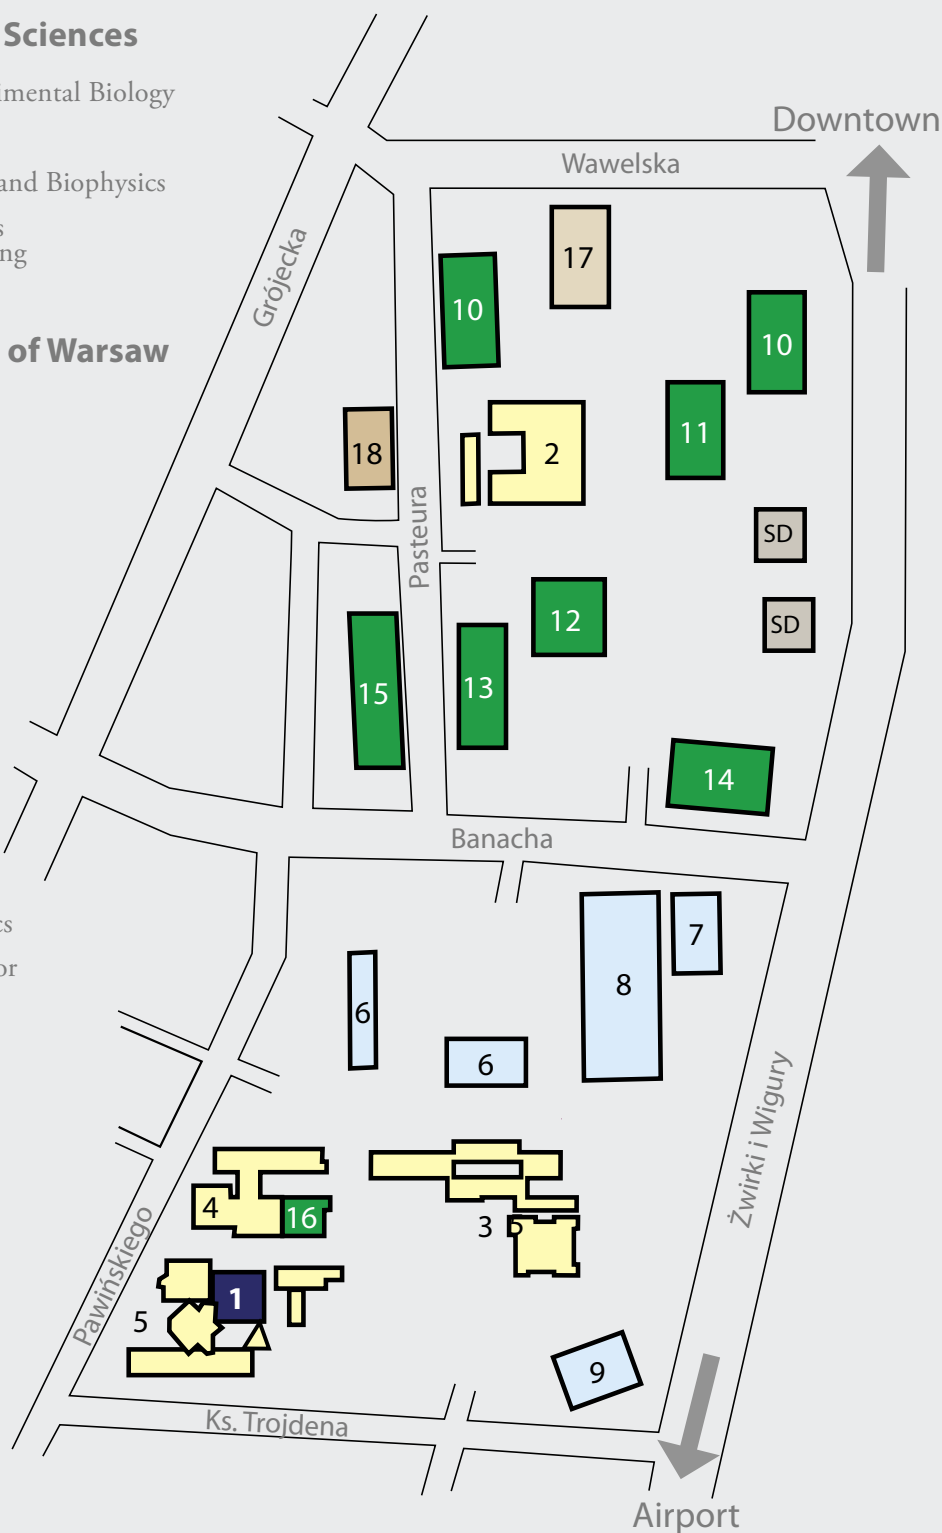 Sciences
imental Biology
Downtown
Wawelska
and Biophysics
s
ng
Grójecka
17
10
10
of Warsaw
11
18
2
Pasteura
SD
12
SD
13
15
14
Banacha
cs
7
or
8
6
6
Żwirki i Wigury
4
16
3
5
Pawińskiego
1
5
9
Ks. Trojdena
Airport